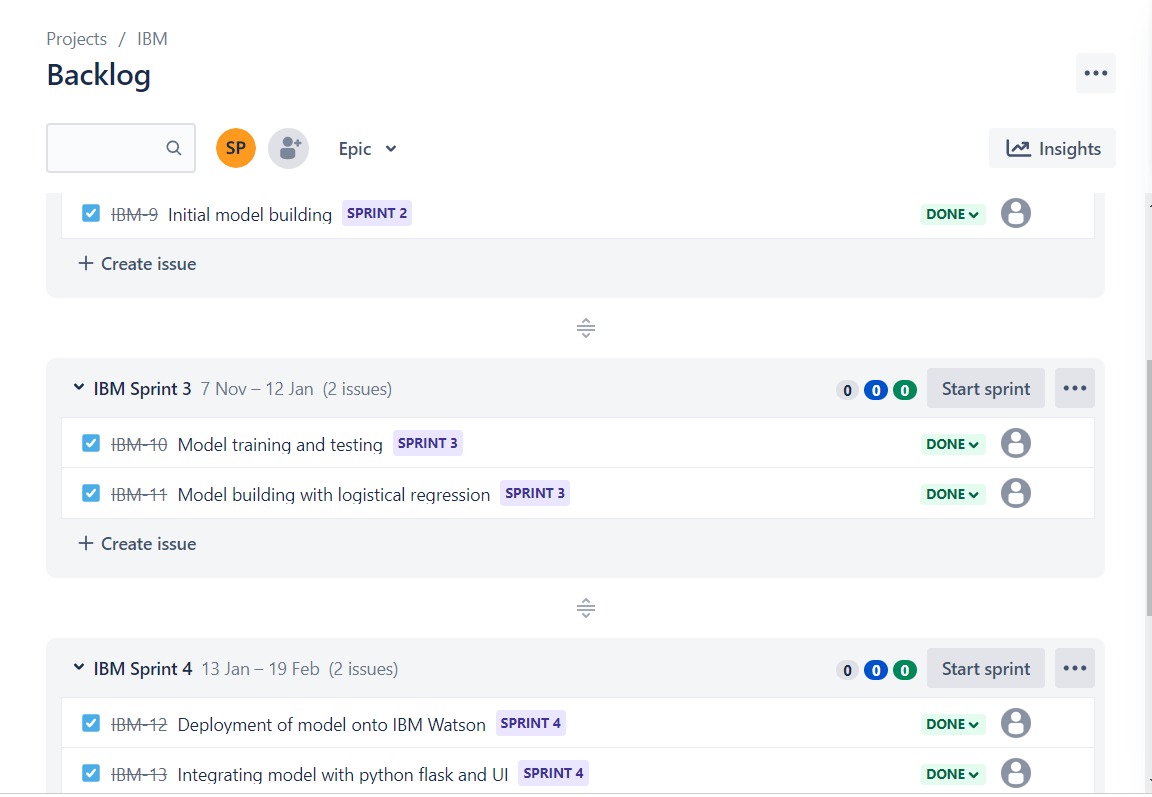 Projects / IBM
Backlog
SP Epic Insights
IBM-9 Initial model building SPRINT 2 DONE
+ Create issue
IBM Sprint 3 7 Nov – 12 Jan (2 issues) 0 0 0 Start sprint
IBM-10 Model training and testing SPRINT 3 DONE
IBM-11 Model building with logistical regression SPRINT 3 DONE
+ Create issue
IBM Sprint 4 13 Jan – 19 Feb (2 issues) 0 0 0 Start sprint
IBM-12 Deployment of model onto IBM Watson SPRINT 4 DONE
IBM-13 Integrating model with python flask and UI SPRINT 4 DONE